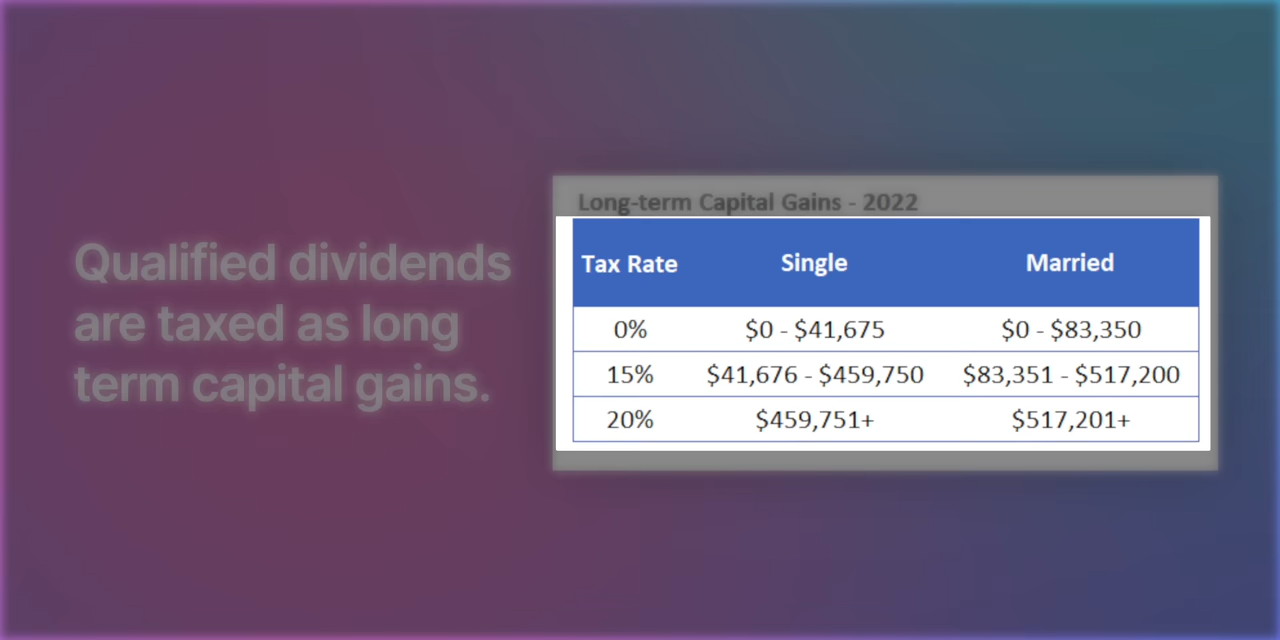 Qualified dividends
are taxed as long
term capital gains.
Long-term Capital Gains - 2022
Tax Rate Single Married
0% $0 - $41,675 $0 - $83,350
15% $41,676 - $459,750 $83,351 - $517,200
20% $459,751+ $517,201+